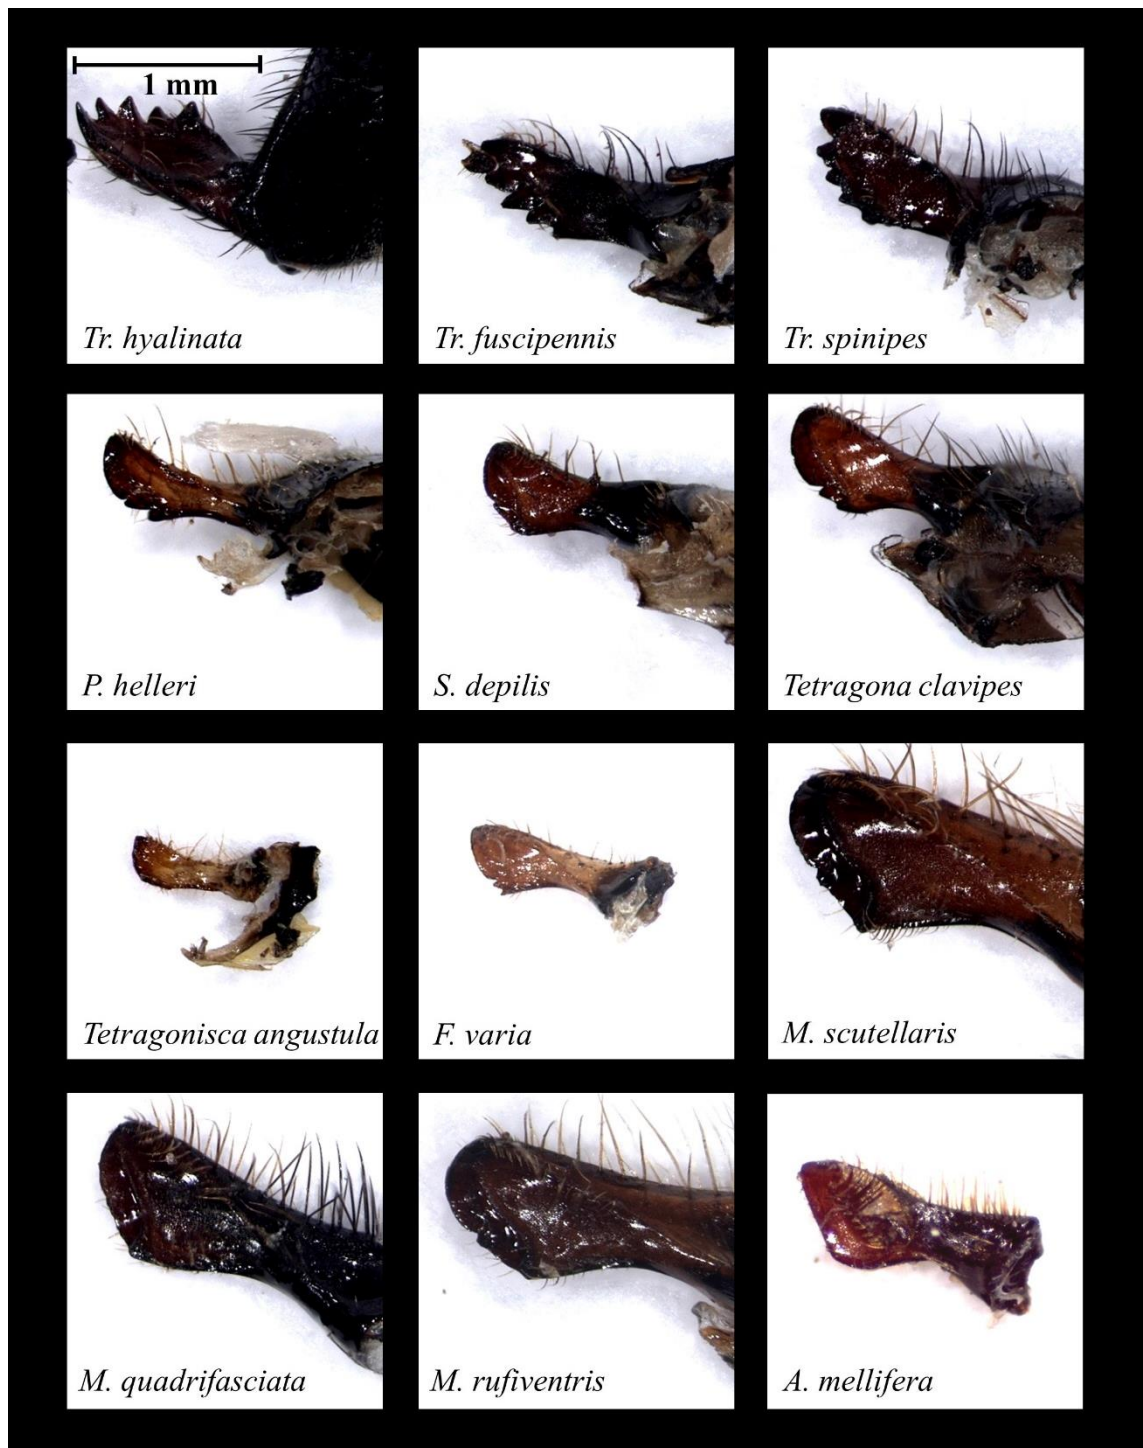 1 mm
Tr. hyalinata
Tr. fuscipennis
Tr. spinipes
P. helleri
S. depilis
Tetragona clavipes
Tetragonisca angustula
F. varia
M. scutellaris
M. quadrifasciata
M. rufiventris
A. mellifera